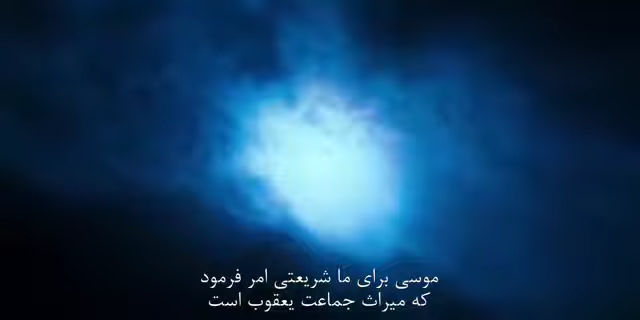 موسی برای ما شریعتی امر فرمود
که میراث جماعت یعقوب است